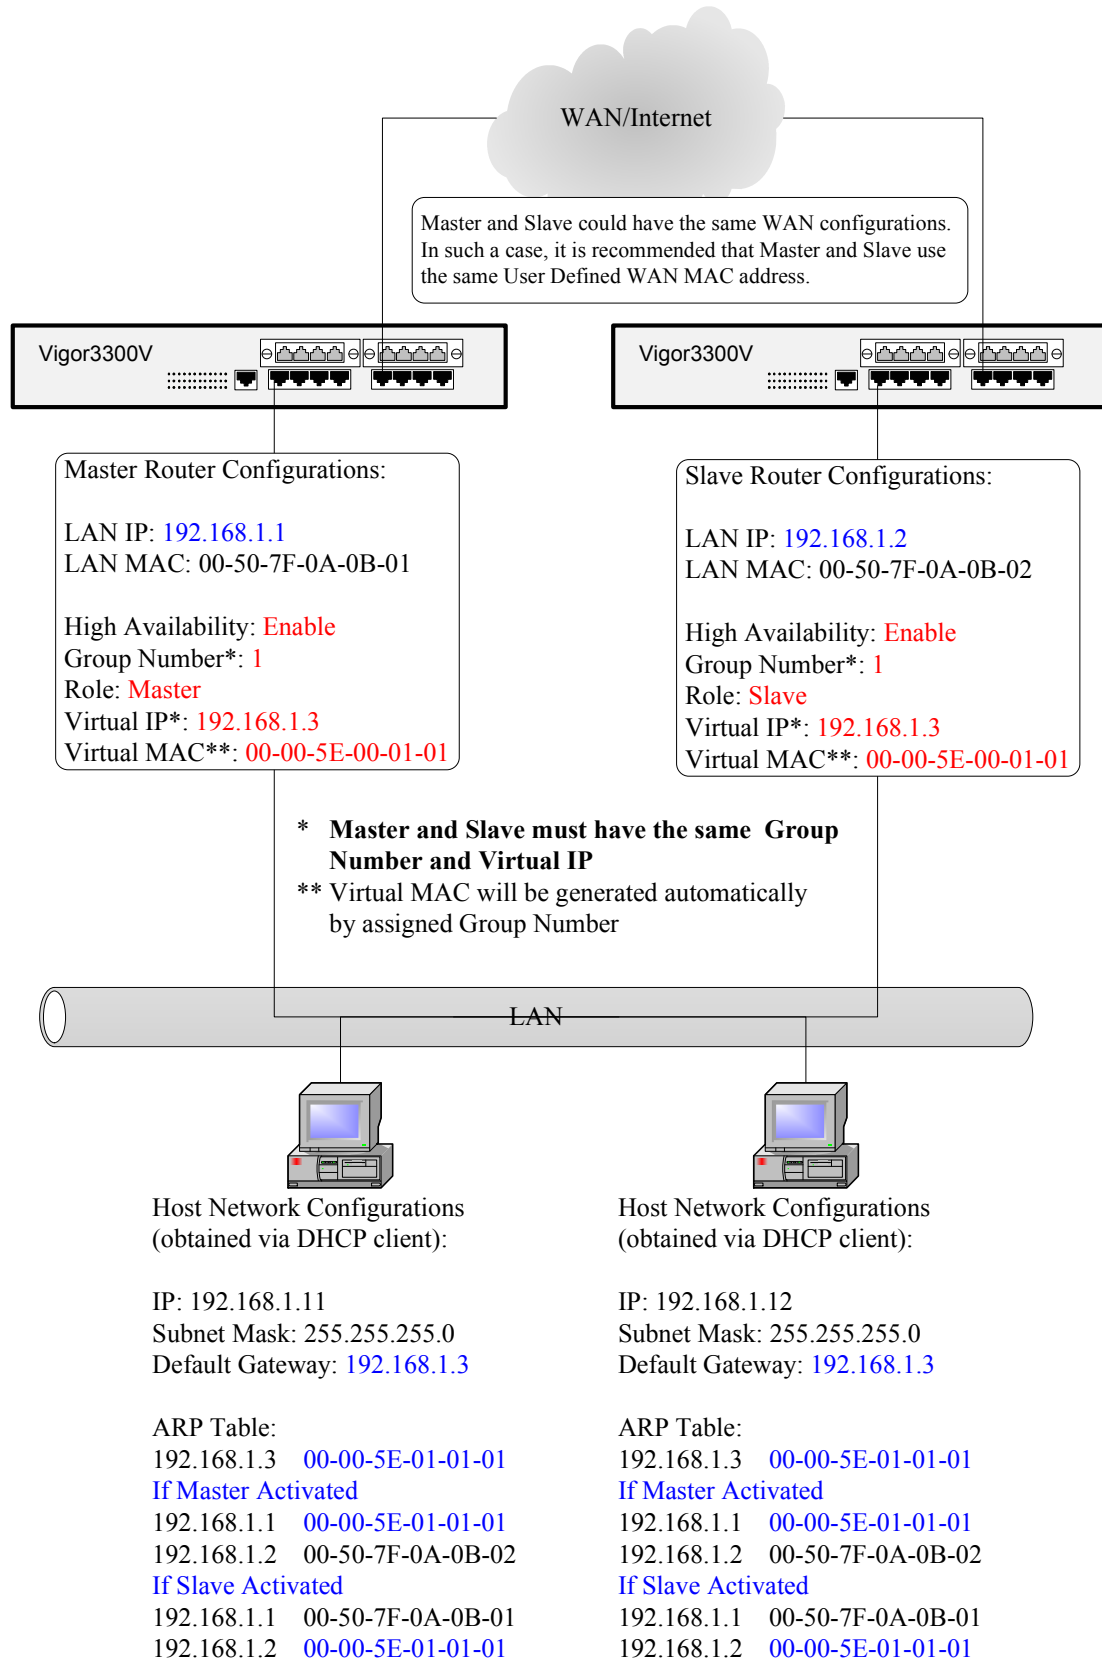 WAN/Internet
Master and Slave could have the same WAN configurations.
In such a case, it is recommended that Master and Slave use
the same User Defined WAN MAC address.
Vigor3300V
Vigor3300V
Master Router Configurations:
LAN IP: 192.168.1.1
LAN MAC: 00-50-7F-0A-0B-01
High Availability: Enable
Group Number*: 1
Role: Master
Virtual IP*: 192.168.1.3
Virtual MAC**: 00-00-5E-00-01-01
Slave Router Configurations:
LAN IP: 192.168.1.2
LAN MAC: 00-50-7F-0A-0B-02
High Availability: Enable
Group Number*: 1
Role: Slave
Virtual IP*: 192.168.1.3
Virtual MAC**: 00-00-5E-00-01-01
* Master and Slave must have the same Group
Number and Virtual IP
** Virtual MAC will be generated automatically
by assigned Group Number
LAN
Host Network Configurations
(obtained via DHCP client):
IP: 192.168.1.11
Subnet Mask: 255.255.255.0
Default Gateway: 192.168.1.3
ARP Table:
192.168.1.3 00-00-5E-01-01-01
If Master Activated
192.168.1.1 00-00-5E-01-01-01
192.168.1.2 00-50-7F-0A-0B-02
If Slave Activated
192.168.1.1 00-50-7F-0A-0B-01
192.168.1.2 00-00-5E-01-01-01
Host Network Configurations
(obtained via DHCP client):
IP: 192.168.1.12
Subnet Mask: 255.255.255.0
Default Gateway: 192.168.1.3
ARP Table:
192.168.1.3 00-00-5E-01-01-01
If Master Activated
192.168.1.1 00-00-5E-01-01-01
192.168.1.2 00-50-7F-0A-0B-02
If Slave Activated
192.168.1.1 00-50-7F-0A-0B-01
192.168.1.2 00-00-5E-01-01-01